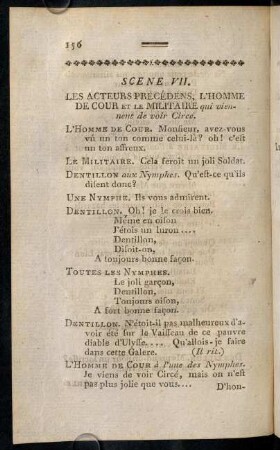 156
SCENE VII.
LES ACTEURS PRÉCÉDENS, L'HOMME
DE COUR ET LE MILITAIRE qui vien-
nent de voir Circé.
L'HOMME DE COUR. Monsieur, avez-vous
vû un ton comme celui-là? oh! c'est
un ton affreux.
LE MILITAIRE. Cela feroit un joli Soldat.
DENTILLON aux Nymphes. Qu'est-ce qu'ils
disent donc?
UNE NYMPHE. Ils vous admirent.
DENTILLON. Oh! je le crois bien.
Même en oison
J'étois un luron ....
Dentillon,
Disoit-on,
A toujours bonne façon.
TOUTES LES NYMPHES.
Le joli garçon,
Dentillon,
Toujours oison,
A fort bonne façon.
DENTILLON. N'étoit-il pas malheureux d'a-
voir été sur le Vaisseau de ce pauvre
diable d'Ulysse.... Qu'allois-je faire
dans cette Galere. (Il rit.)
L'HOMME DE COUR à l'une des Nymphes.
Je viens de voir Circé, mais on n'est
pas plus jolie que vous....
D'hon-